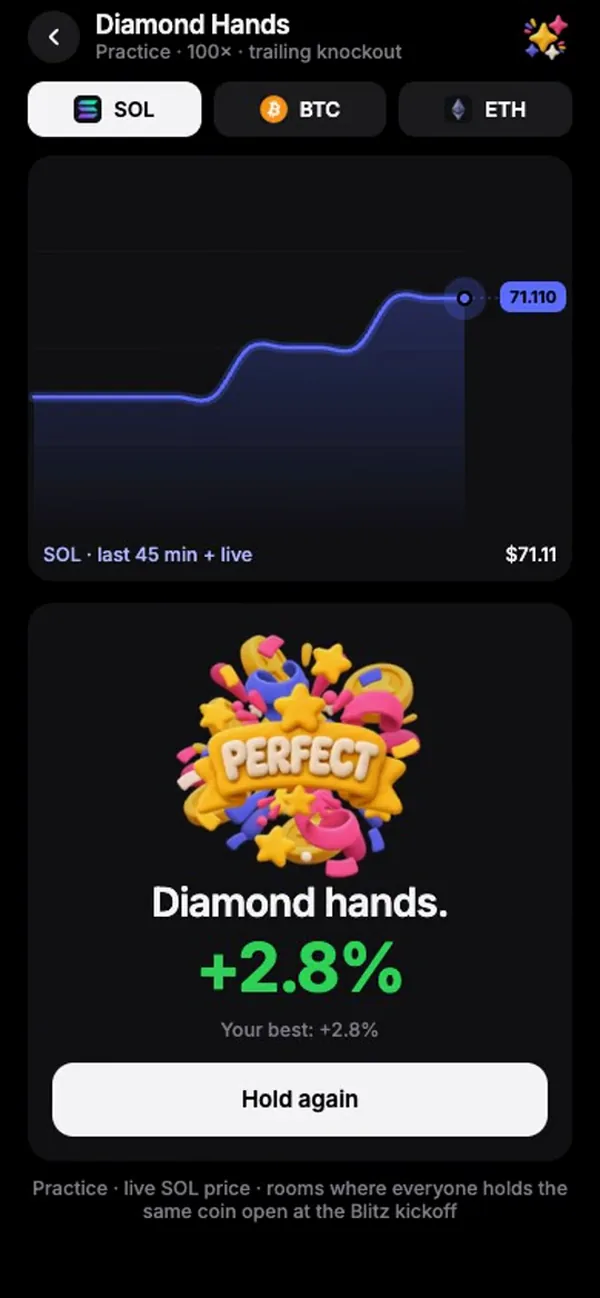 Diamond Hands
Practice · 100× · trailing knockout
SOL
BTC
ETH
71.110
SOL · last 45 min + live
$71.11
PERFECT
Diamond hands.
+2.8%
Your best: +2.8%
Hold again
Practice · live SOL price · rooms where everyone holds the
same coin open at the Blitz kickoff